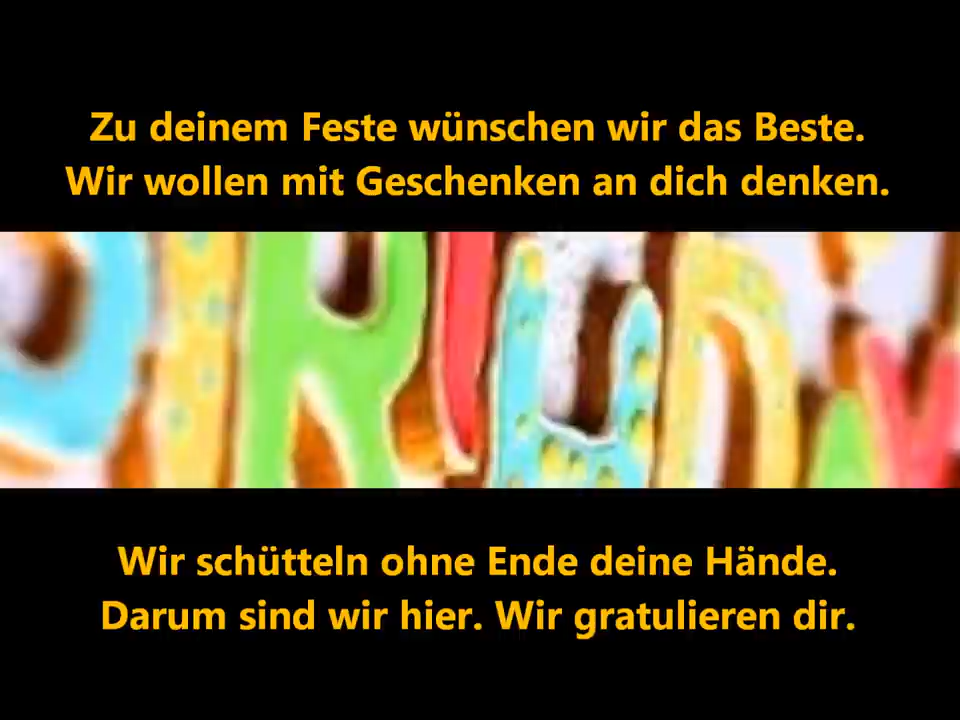 Zu deinem Feste wünschen wir das Beste.
Wir wollen mit Geschenken an dich denken.
BIRTHDAY
Wir schütteln ohne Ende deine Hände.
Darum sind wir hier. Wir gratulieren dir.